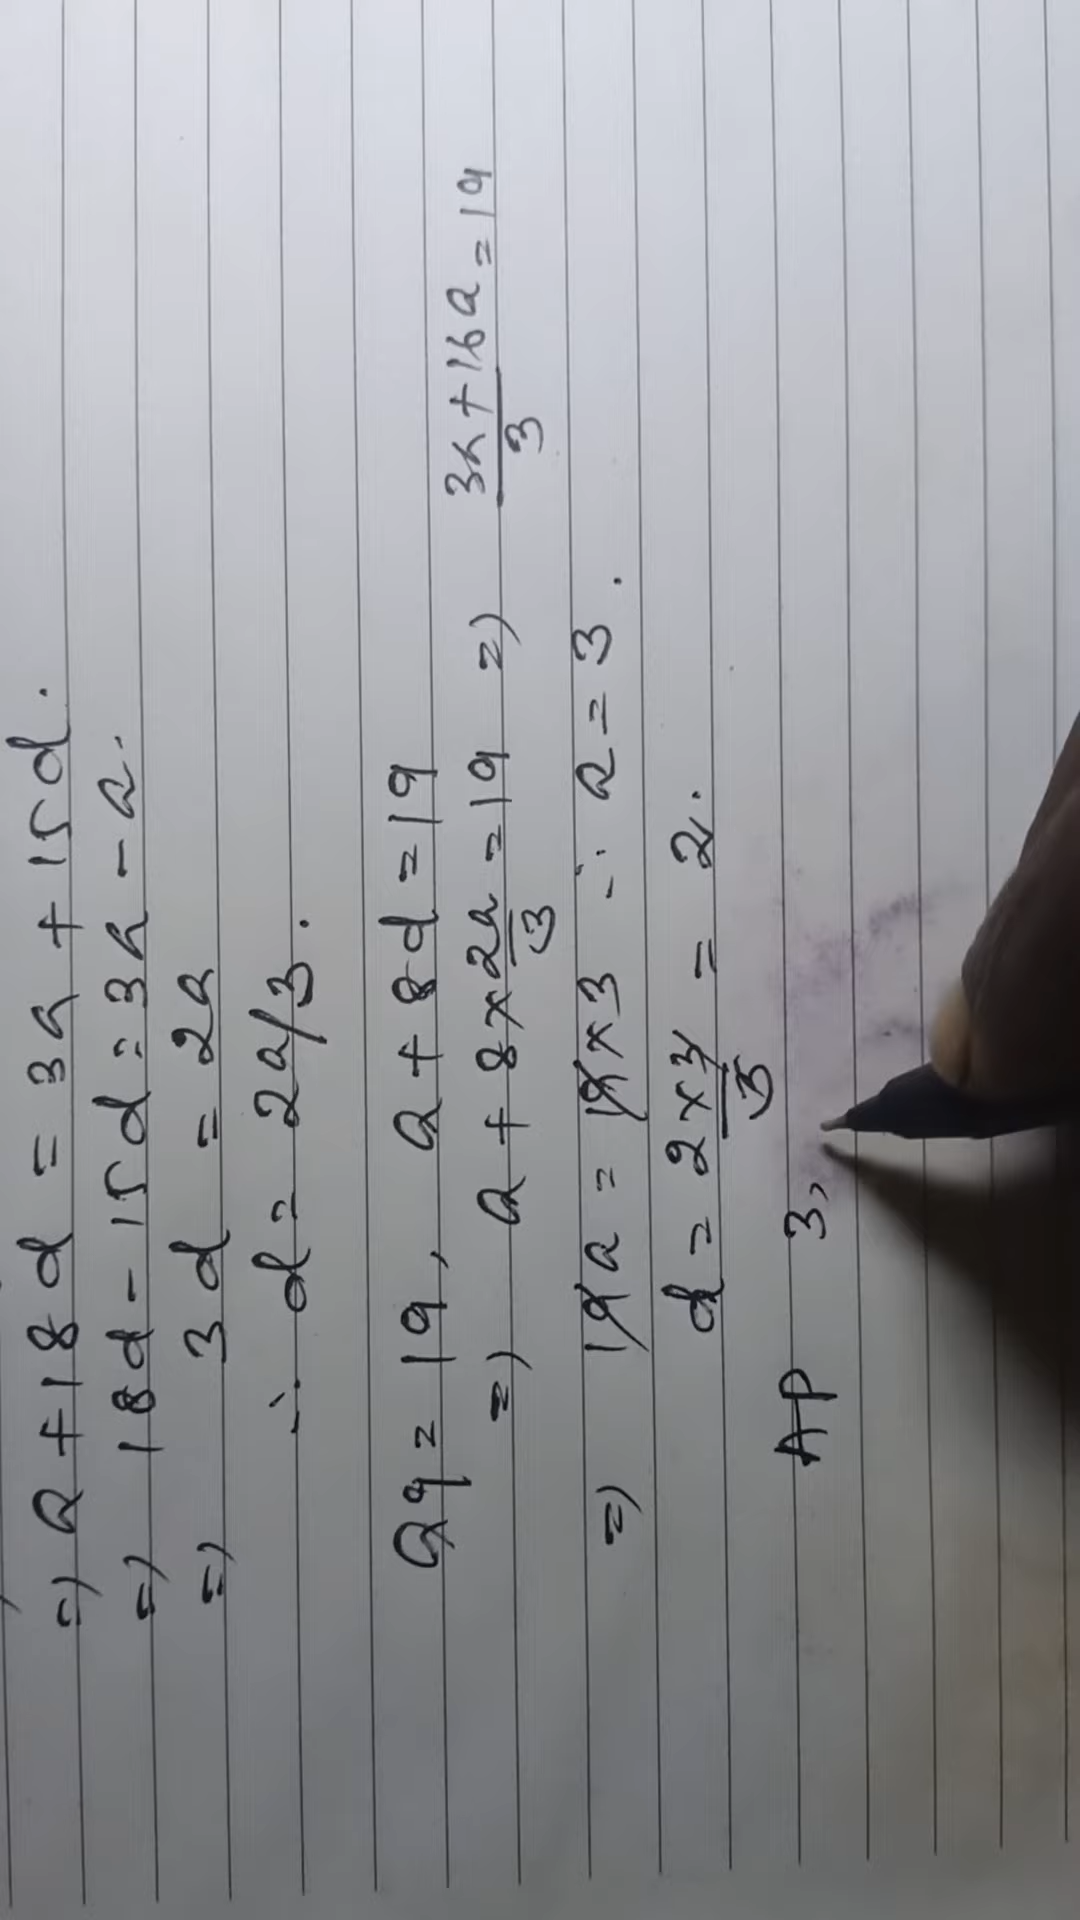 =) a + 18d = 3a + 15d.
=) 18d - 15d = 3a - a.
=) 3d = 2a
∴ d = 2a/3.
a9 = 19, a + 8d = 19
=) a + 8 × 2a/3 = 19 =) 3a + 16a/3 = 19
=) 19a = 19 × 3 ∴ a = 3.
d = 2 × 3/3 = 2.
AP 3,